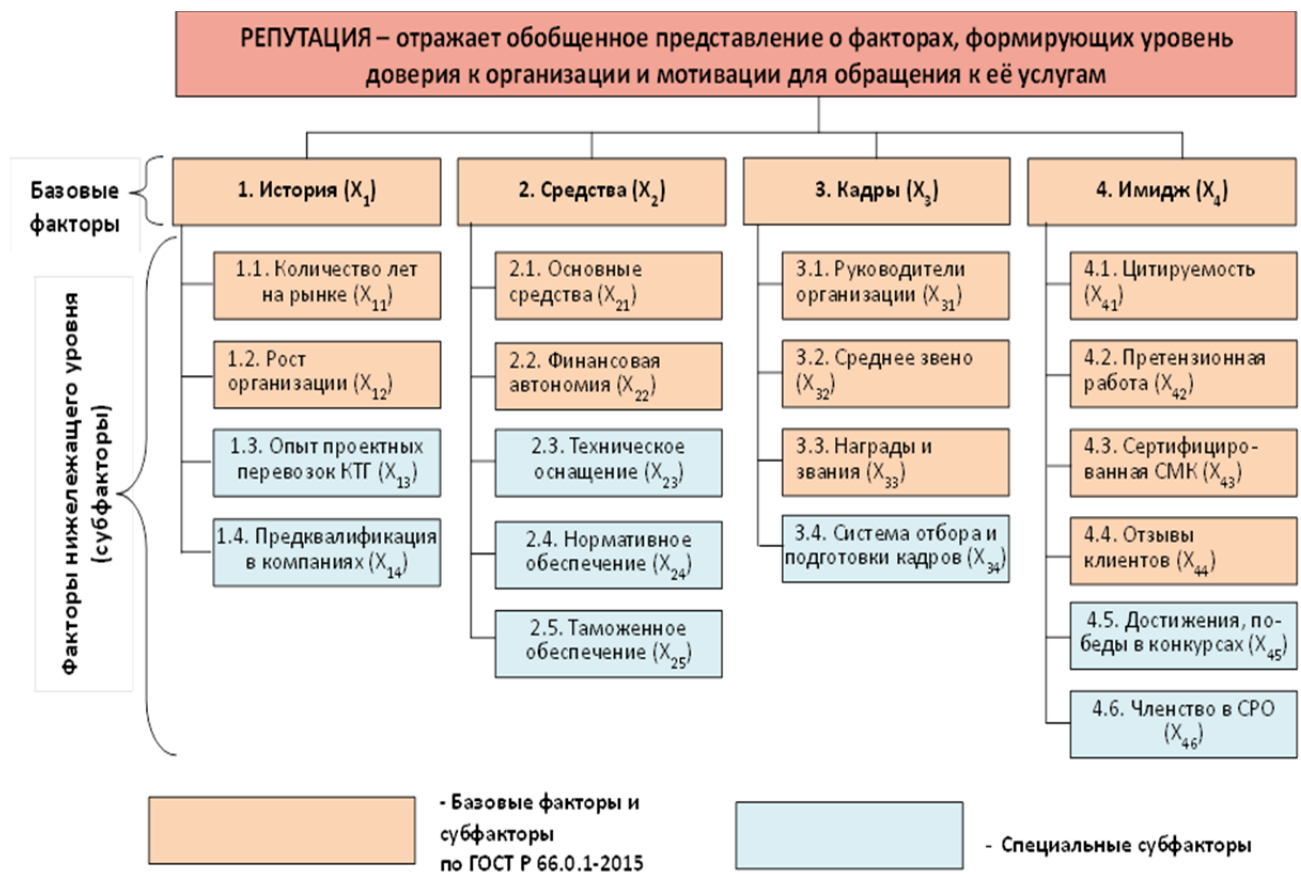 РЕПУТАЦИЯ – отражает обобщенное представление о факторах, формирующих уровень
доверия к организации и мотивации для обращения к её услугам
Базовые
факторы
1. История (X₁)
2. Средства (X₂)
3. Кадры (X₃)
4. Имидж (X₄)
Факторы нижележащего уровня
(субфакторы)
1.1. Количество лет
на рынке (X₁₁)
1.2. Рост
организации (X₁₂)
1.3. Опыт проектных
перевозок КТГ (X₁₃)
1.4. Предквалификация
в компаниях (X₁₄)
2.1. Основные
средства (X₂₁)
2.2. Финансовая
автономия (X₂₂)
2.3. Техническое
оснащение (X₂₃)
2.4. Нормативное
обеспечение (X₂₄)
2.5. Таможенное
обеспечение (X₂₅)
3.1. Руководители
организации (X₃₁)
3.2. Среднее звено
(X₃₂)
3.3. Награды и
звания (X₃₃)
3.4. Система отбора и
подготовки кадров (X₃₄)
4.1. Цитируемость
(X₄₁)
4.2. Претензионная
работа (X₄₂)
4.3. Сертифициро-
ванная СМК (X₄₃)
4.4. Отзывы
клиентов (X₄₄)
4.5. Достижения, по-
беды в конкурсах (X₄₅)
4.6. Членство в СРО
(X₄₆)
- Базовые факторы и
субфакторы
по ГОСТ Р 66.0.1-2015
- Специальные субфакторы